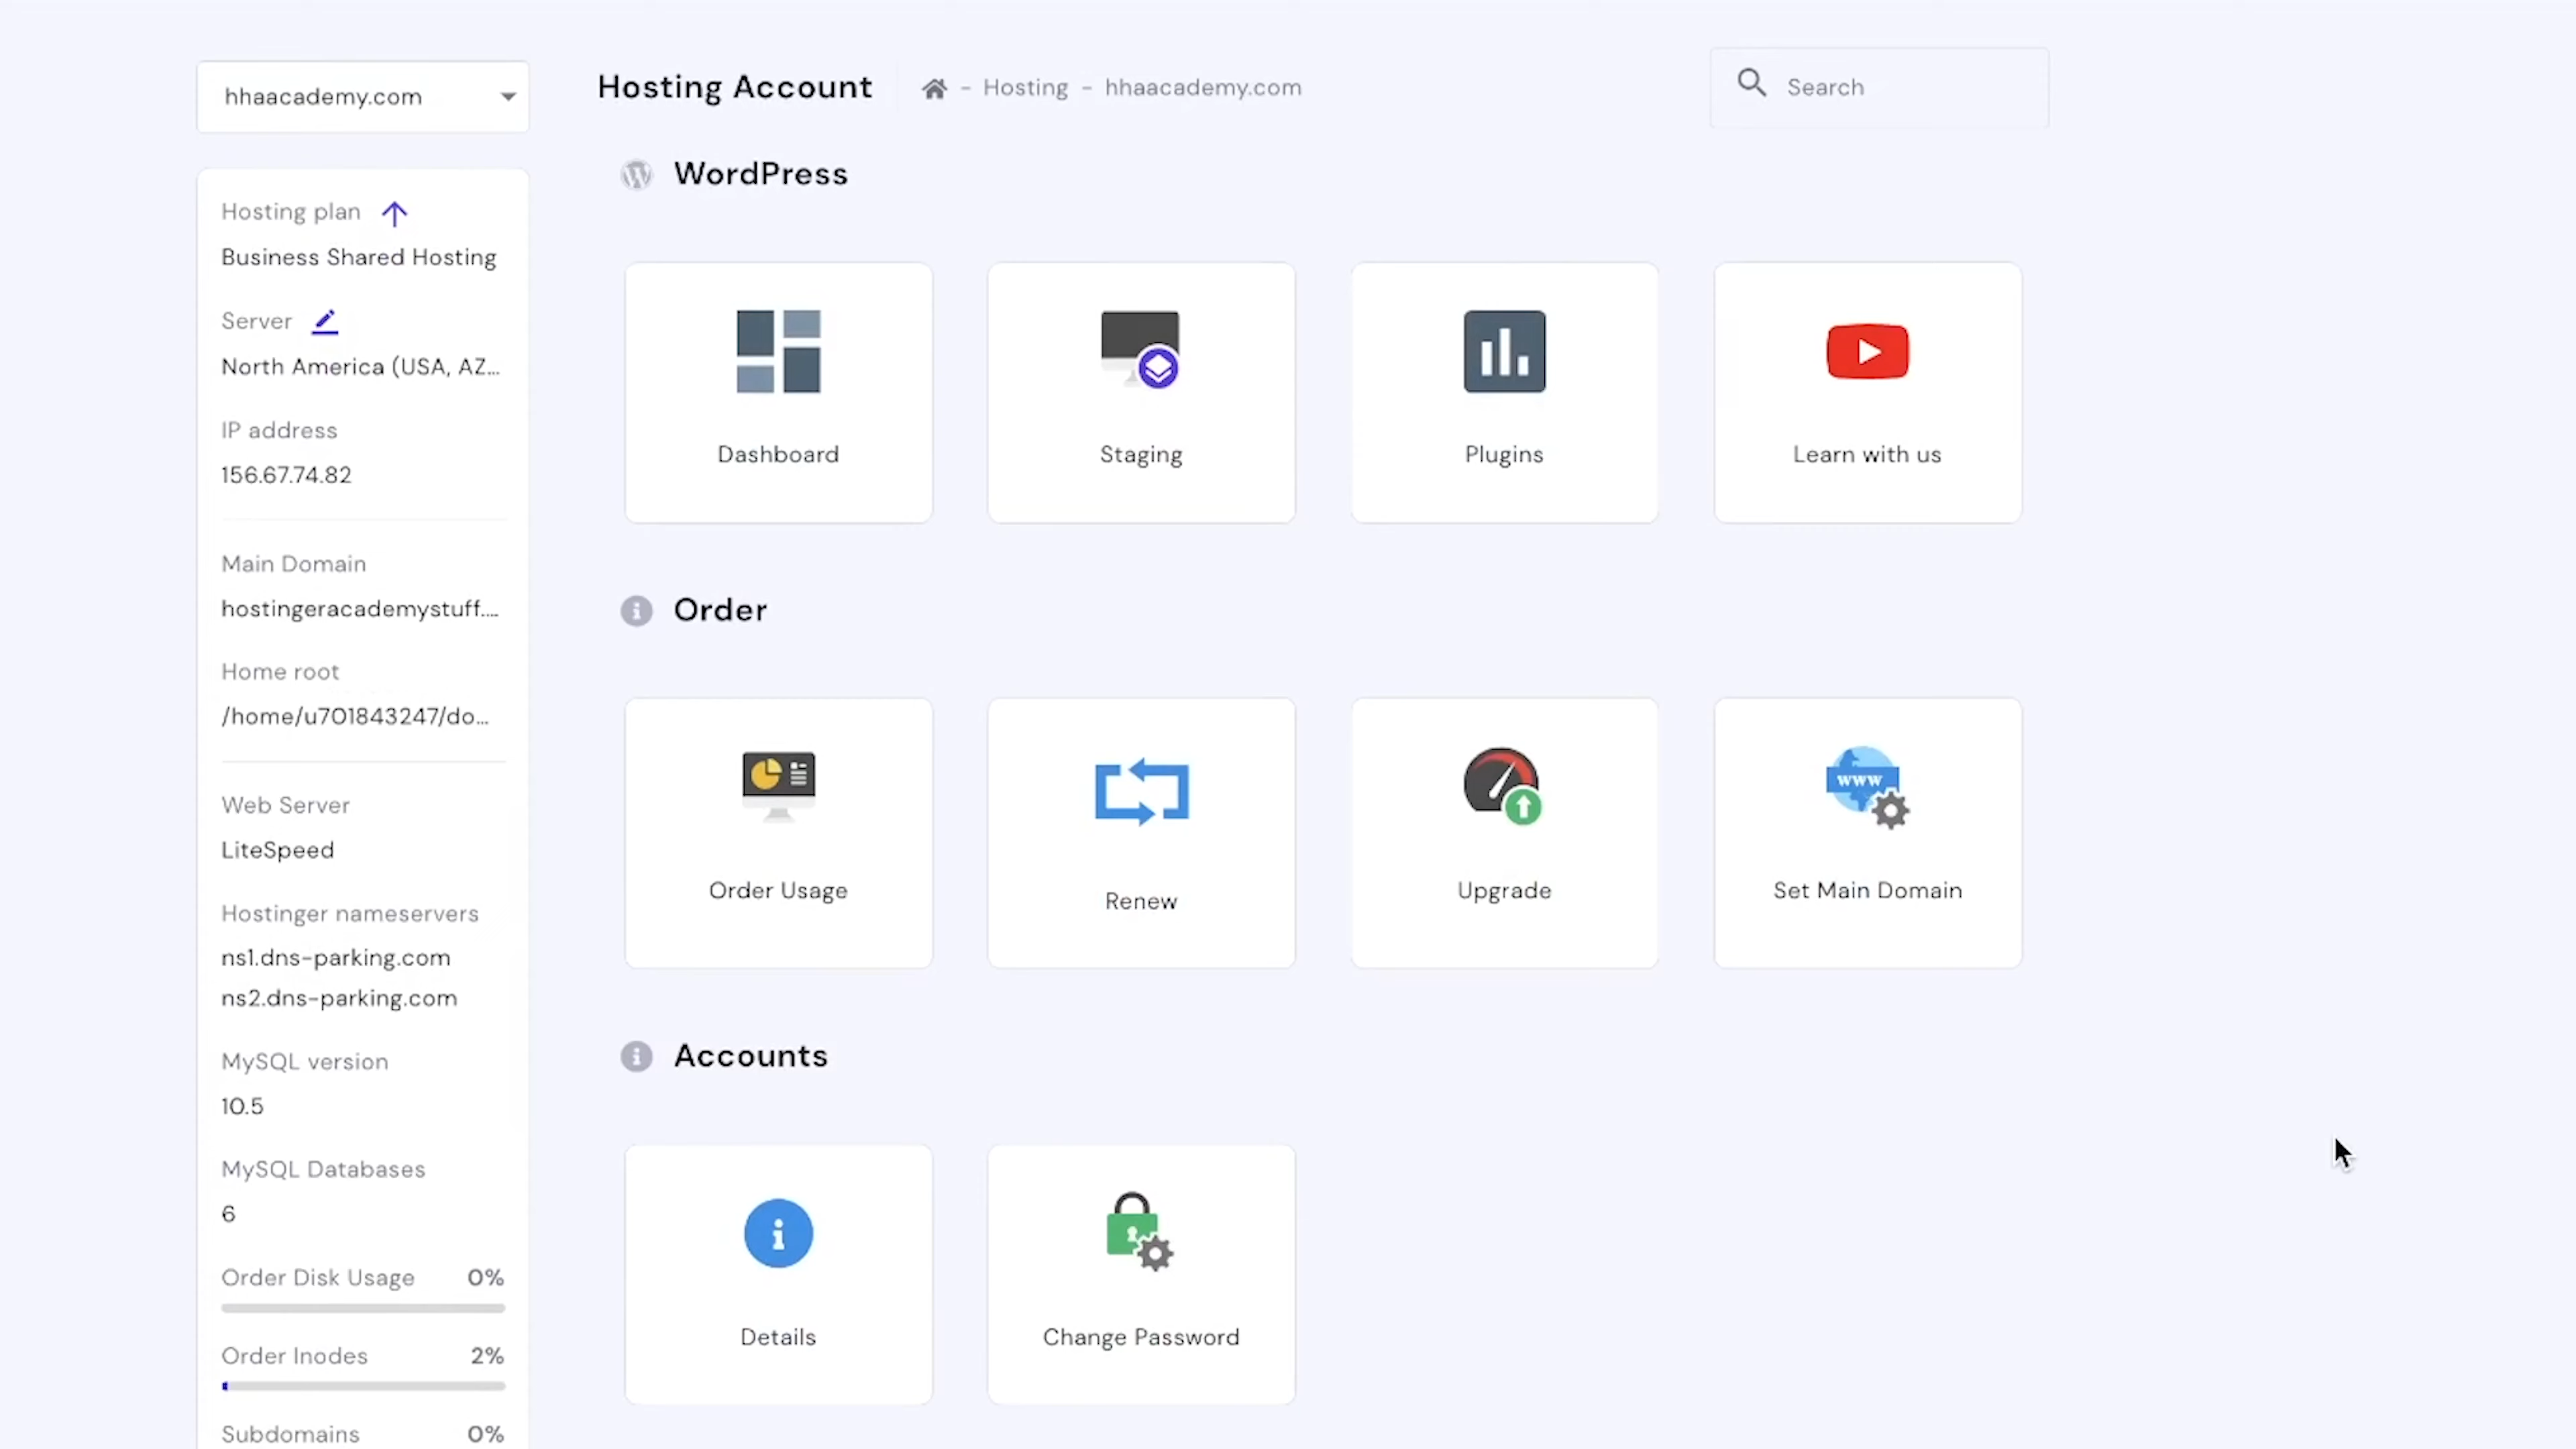 hhaacademy.com
Hosting Account
- Hosting - hhaacademy.com
Search
Hosting plan
Business Shared Hosting
Server
North America (USA, AZ...
IP address
156.67.74.82
Main Domain
hostingeracademystuff....
Home root
/home/u701843247/do...
Web Server
LiteSpeed
Hostinger nameservers
ns1.dns-parking.com
ns2.dns-parking.com
MySQL version
10.5
MySQL Databases
6
Order Disk Usage 0%
Order Inodes 2%
Subdomains 0%
WordPress
Dashboard
Staging
Plugins
Learn with us
Order
Order Usage
Renew
Upgrade
WWW
Set Main Domain
Accounts
Details
Change Password